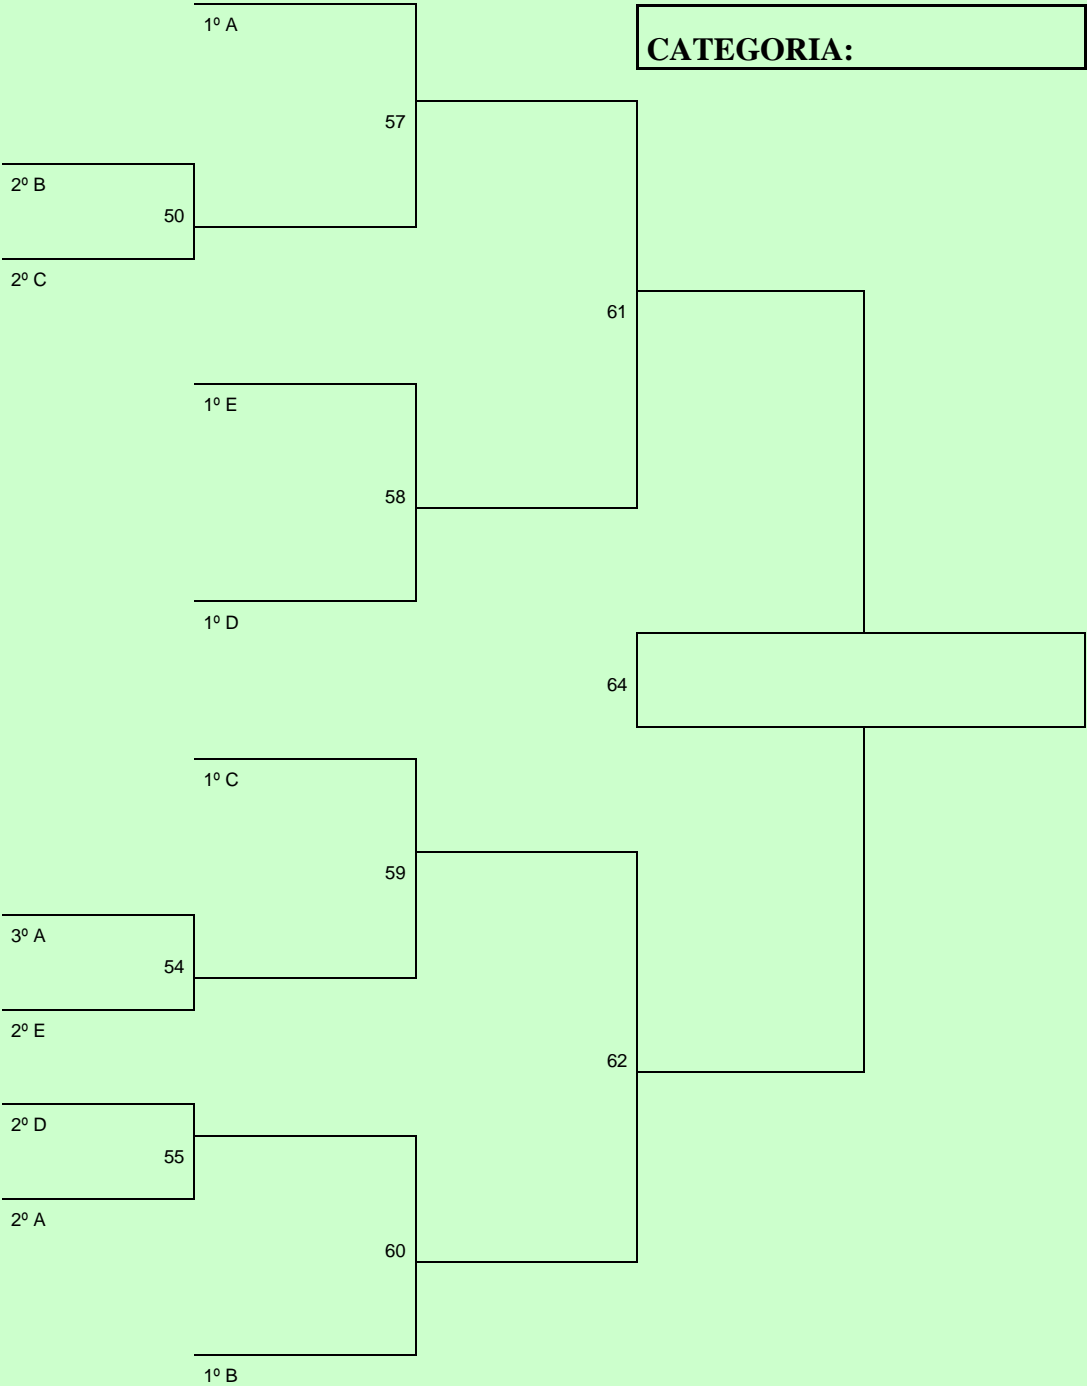 1º A
CATEGORIA:
57
2º B
50
2º C
61
1º E
58
1º D
64
1º C
59
3º A
54
2º E
62
2º D
55
2º A
60
1º B